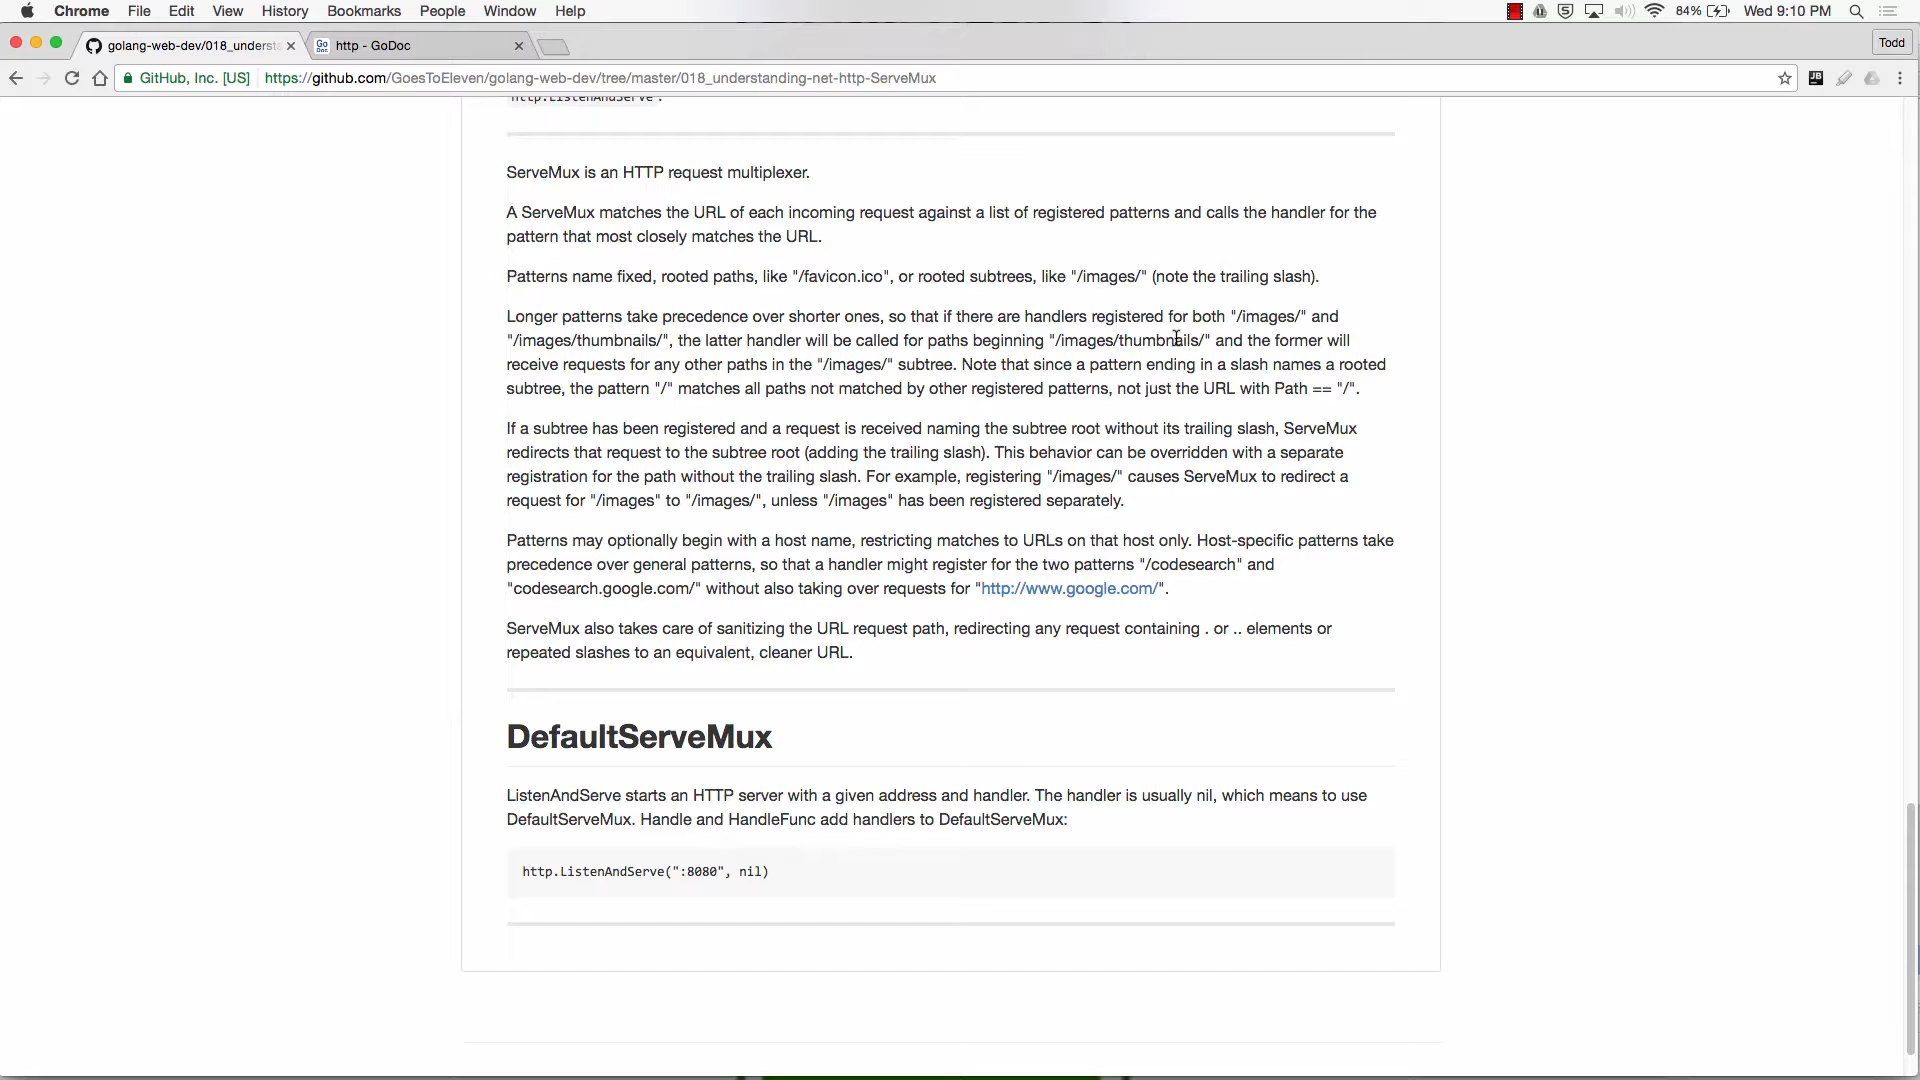 Chrome File Edit View History Bookmarks People Window Help 84% Wed 9:10 PM
golang-web-dev/018_underst http - GoDoc Todd
GitHub, Inc. [US] https://github.com/GoesToEleven/golang-web-dev/tree/master/018_understanding-net-http-ServeMux
http.ListenAndServe .
ServeMux is an HTTP request multiplexer.
A ServeMux matches the URL of each incoming request against a list of registered patterns and calls the handler for the
pattern that most closely matches the URL.
Patterns name fixed, rooted paths, like "/favicon.ico", or rooted subtrees, like "/images/" (note the trailing slash).
Longer patterns take precedence over shorter ones, so that if there are handlers registered for both "/images/" and
"/images/thumbnails/", the latter handler will be called for paths beginning "/images/thumbnails/" and the former will
receive requests for any other paths in the "/images/" subtree. Note that since a pattern ending in a slash names a rooted
subtree, the pattern "/" matches all paths not matched by other registered patterns, not just the URL with Path == "/".
If a subtree has been registered and a request is received naming the subtree root without its trailing slash, ServeMux
redirects that request to the subtree root (adding the trailing slash). This behavior can be overridden with a separate
registration for the path without the trailing slash. For example, registering "/images/" causes ServeMux to redirect a
request for "/images" to "/images/", unless "/images" has been registered separately.
Patterns may optionally begin with a host name, restricting matches to URLs on that host only. Host-specific patterns take
precedence over general patterns, so that a handler might register for the two patterns "/codesearch" and
"codesearch.google.com/" without also taking over requests for "http://www.google.com/".
ServeMux also takes care of sanitizing the URL request path, redirecting any request containing . or .. elements or
repeated slashes to an equivalent, cleaner URL.
DefaultServeMux
ListenAndServe starts an HTTP server with a given address and handler. The handler is usually nil, which means to use
DefaultServeMux. Handle and HandleFunc add handlers to DefaultServeMux:
http.ListenAndServe(":8080", nil)